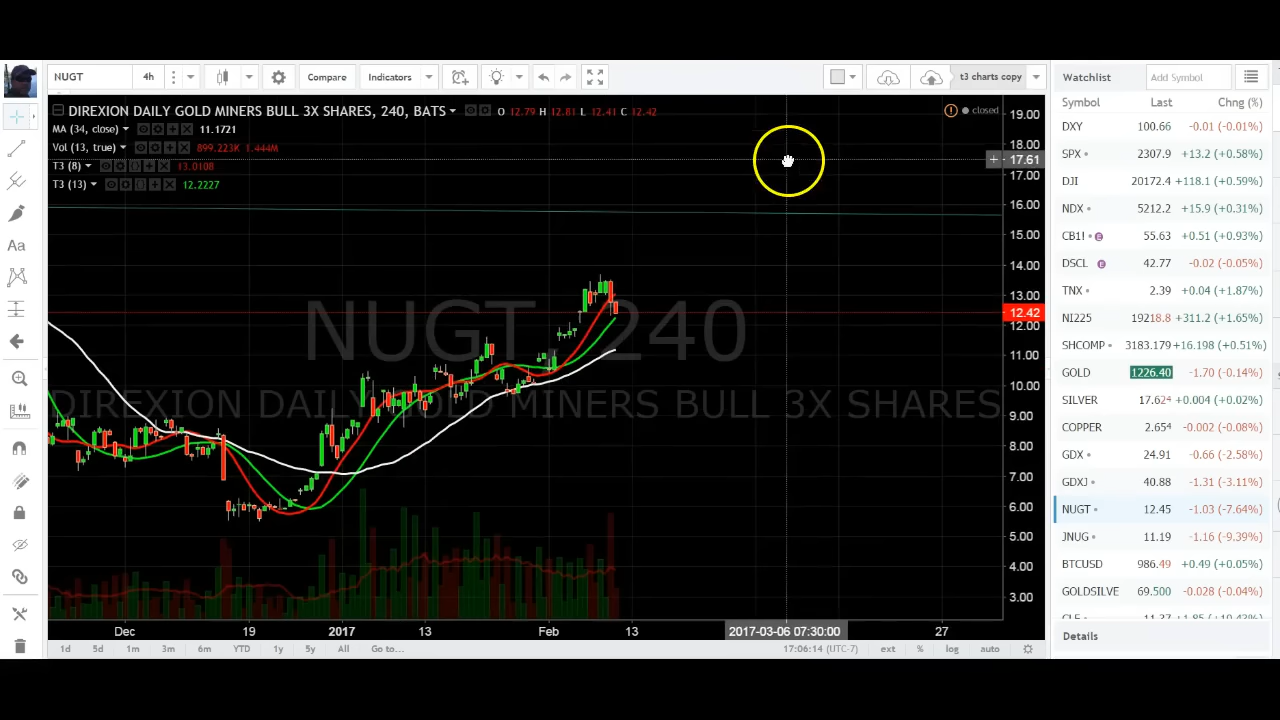 NUGT 4h Compare Indicators t3 charts copy
DIREXION DAILY GOLD MINERS BULL 3X SHARES, 240, BATS O 12.79 H 12.81 L 12.41 C 12.42 closed
MA (34, close) 11.1721
Vol (13, true) 899.223K 1.444M
T3 (8) 13.0108
T3 (13) 12.2227
Aa
NUGT, 240
DIREXION DAILY GOLD MINERS BULL 3X SHARES
19.00
18.00
17.61
17.00
16.00
15.00
14.00
13.00
12.42
12.00
11.00
10.00
9.00
8.00
7.00
6.00
5.00
4.00
3.00
Dec 19 2017 13 Feb 13 2017-03-06 07:30:00 27
1d 5d 1m 3m 6m YTD 1y 5y All Go to... 17:06:14 (UTC-7) ext % log auto
Watchlist Add Symbol
Symbol Last Chng (%)
DXY 100.66 -0.01 (-0.01%)
SPX 2307.9 +13.2 (+0.58%)
DJI 20172.4 +118.1 (+0.59%)
NDX 5212.2 +15.9 (+0.31%)
CB1! E 55.63 +0.51 (+0.93%)
DSCL E 42.77 -0.02 (-0.05%)
TNX 2.39 +0.04 (+1.87%)
NI225 19218.8 +311.2 (+1.65%)
SHCOMP 3183.179 +16.198 (+0.51%)
GOLD 1226.40 -1.70 (-0.14%)
SILVER 17.624 +0.004 (+0.02%)
COPPER 2.654 -0.002 (-0.08%)
GDX 24.91 -0.66 (-2.58%)
GDXJ 40.88 -1.31 (-3.11%)
NUGT 12.45 -1.03 (-7.64%)
JNUG 11.19 -1.16 (-9.39%)
BTCUSD 986.49 +0.49 (+0.05%)
GOLDSILVE 69.500 -0.028 (-0.04%)
Details